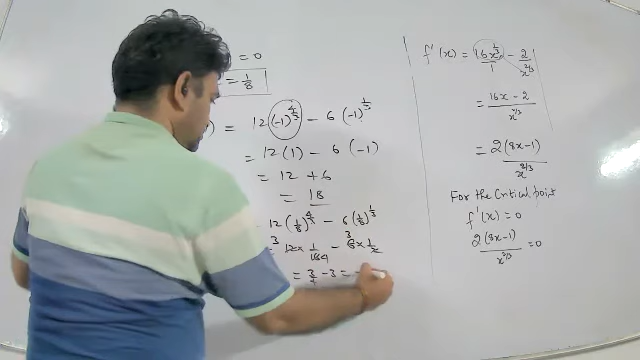 = 0
= 1/8
) = 12(-1)^4/3 - 6(-1)^1/3
= 12(1) - 6(-1)
= 12 + 6
= 18
12(1/8)^4/3 - 6(1/8)^1/3
= 3 12 × 1/16 4 - 3 6 × 1/2
= 3/4 - 3 =
f'(x) = 16x^1/3 / 1 - 2 / x^2/3
= 16x - 2 / x^2/3
= 2(8x-1) / x^2/3
For the Critical point
f'(x) = 0
2(8x-1) / x^2/3 = 0